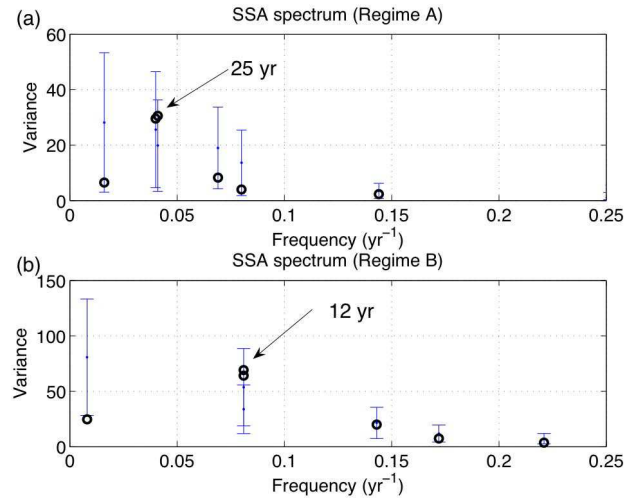 (a)
SSA spectrum (Regime A)
60
40
20
0
Variance
25 yr
0 0.05 0.1 0.15 0.2 0.25
Frequency (yr⁻¹)
(b)
SSA spectrum (Regime B)
150
100
50
0
Variance
12 yr
0 0.05 0.1 0.15 0.2 0.25
Frequency (yr⁻¹)